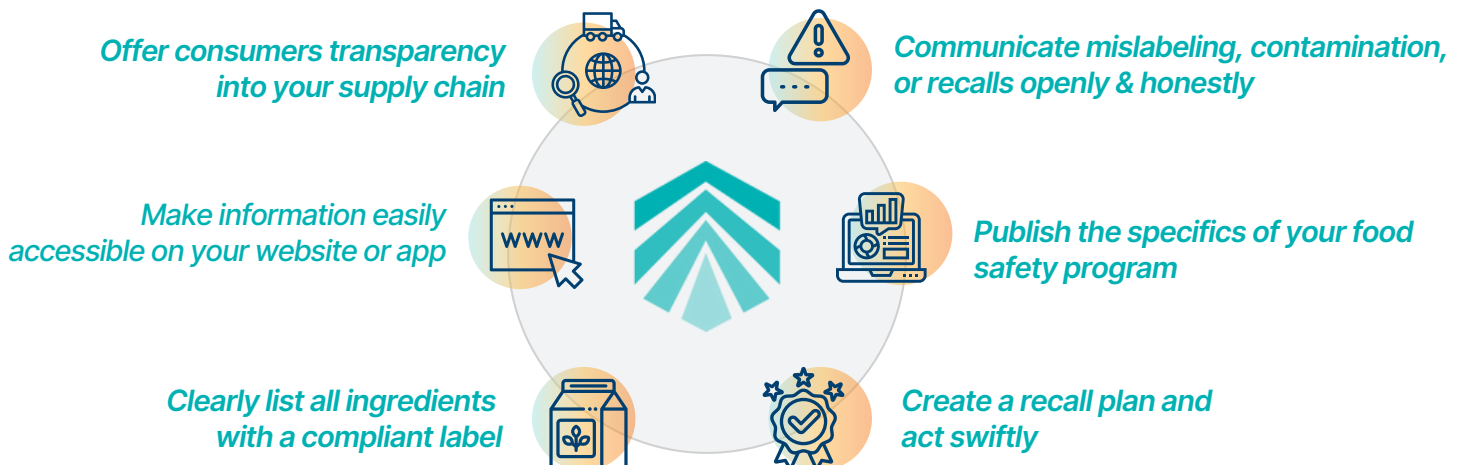 Offer consumers transparency
into your supply chain
Communicate mislabeling, contamination,
or recalls openly & honestly
Make information easily
accessible on your website or app
WWW
Publish the specifics of your food
safety program
Clearly list all ingredients
with a compliant label
Create a recall plan and
act swiftly